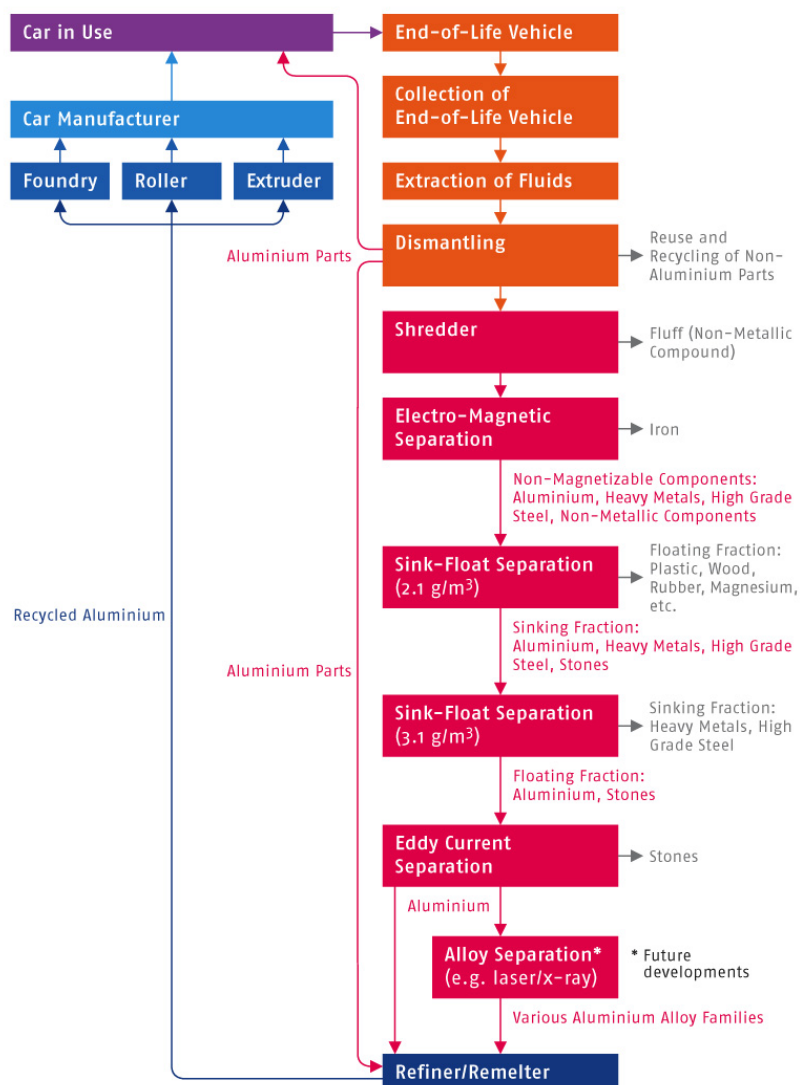 Car in Use
End-of-Life Vehicle
Collection of
End-of-Life Vehicle
Car Manufacturer
Foundry
Roller
Extruder
Extraction of Fluids
Dismantling
Aluminium Parts
Reuse and
Recycling of Non-
Aluminium Parts
Shredder
Fluff (Non-Metallic
Compound)
Electro-Magnetic
Separation
Iron
Non-Magnetizable Components:
Aluminium, Heavy Metals, High Grade
Steel, Non-Metallic Components
Sink-Float Separation
(2.1 g/m³)
Floating Fraction:
Plastic, Wood,
Rubber, Magnesium,
etc.
Recycled Aluminium
Sinking Fraction:
Aluminium, Heavy Metals, High Grade
Steel, Stones
Aluminium Parts
Sink-Float Separation
(3.1 g/m³)
Sinking Fraction:
Heavy Metals, High
Grade Steel
Floating Fraction:
Aluminium, Stones
Eddy Current
Separation
Stones
Aluminium
Alloy Separation*
(e.g. laser/x-ray)
* Future
developments
Various Aluminium Alloy Families
Refiner/Remelter